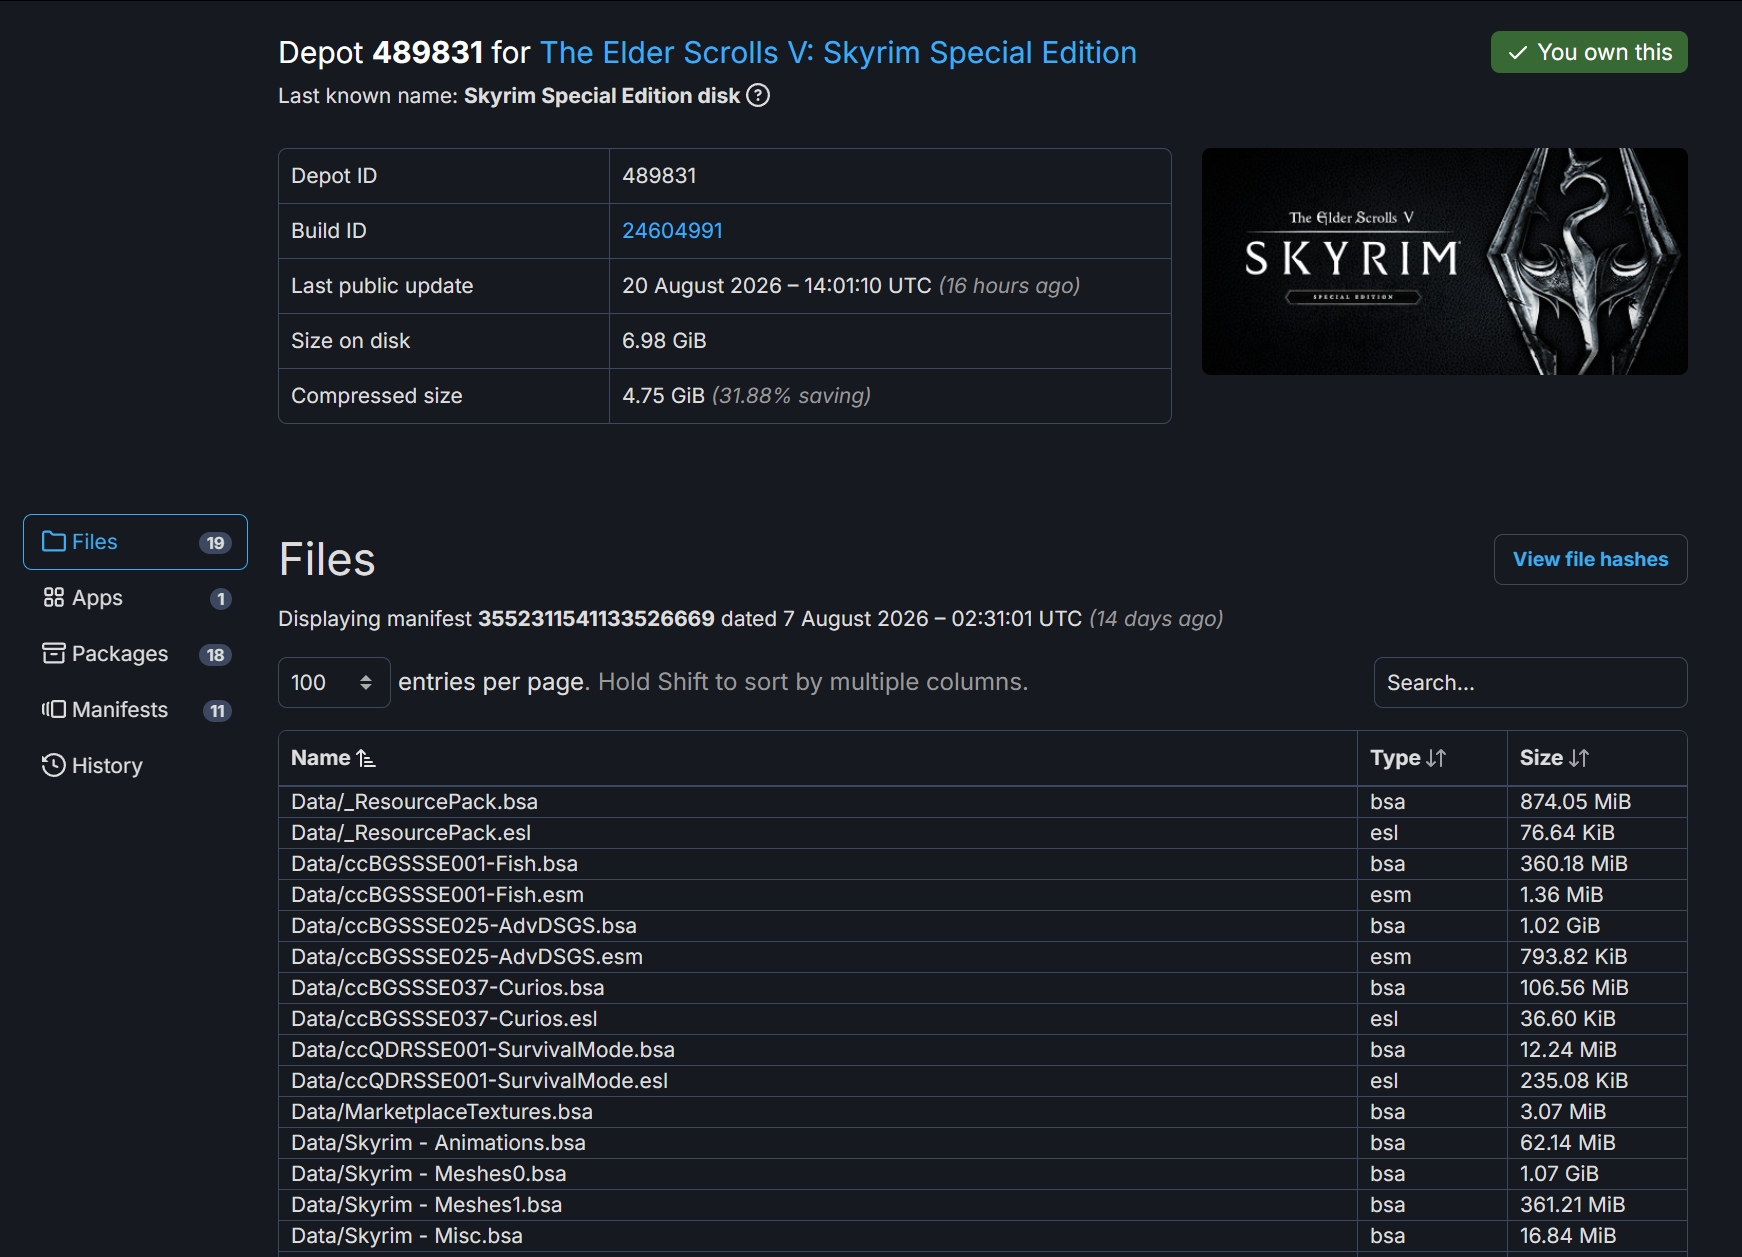 Depot 489831 for The Elder Scrolls V: Skyrim Special Edition
You own this
Last known name: Skyrim Special Edition disk
Depot ID 489831
Build ID 24604991
Last public update 20 August 2026 – 14:01:10 UTC (16 hours ago)
Size on disk 6.98 GiB
Compressed size 4.75 GiB (31.88% saving)
The Elder Scrolls V
SKYRIM
SPECIAL EDITION
Files 19
Apps 1
Packages 18
Manifests 11
History
Files
View file hashes
Displaying manifest 3552311541133526669 dated 7 August 2026 – 02:31:01 UTC (14 days ago)
100 entries per page. Hold Shift to sort by multiple columns.
Search...
Name Type Size
Data/_ResourcePack.bsa bsa 874.05 MiB
Data/_ResourcePack.esl esl 76.64 KiB
Data/ccBGSSSE001-Fish.bsa bsa 360.18 MiB
Data/ccBGSSSE001-Fish.esm esm 1.36 MiB
Data/ccBGSSSE025-AdvDSGS.bsa bsa 1.02 GiB
Data/ccBGSSSE025-AdvDSGS.esm esm 793.82 KiB
Data/ccBGSSSE037-Curios.bsa bsa 106.56 MiB
Data/ccBGSSSE037-Curios.esl esl 36.60 KiB
Data/ccQDRSSE001-SurvivalMode.bsa bsa 12.24 MiB
Data/ccQDRSSE001-SurvivalMode.esl esl 235.08 KiB
Data/MarketplaceTextures.bsa bsa 3.07 MiB
Data/Skyrim - Animations.bsa bsa 62.14 MiB
Data/Skyrim - Meshes0.bsa bsa 1.07 GiB
Data/Skyrim - Meshes1.bsa bsa 361.21 MiB
Data/Skyrim - Misc.bsa bsa 16.84 MiB